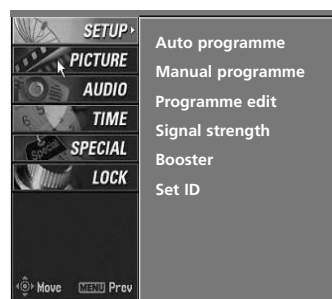 SETUP
PICTURE
AUDIO
TIME
SPECIAL
LOCK
Move MENU Prev
Auto programme
Manual programme
Programme edit
Signal strength
Booster
Set ID